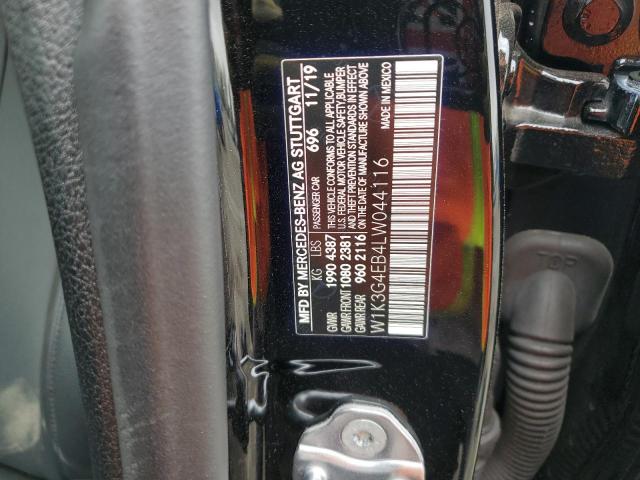 MFD BY MERCEDES-BENZ AG STUTTGART
PASSENGER CAR 696 11/19
KG LBS
GVWR 1990 4387
GAWR FRONT 1080 2381
GAWR REAR 960 2116
THIS VEHICLE CONFORMS TO ALL APPLICABLE
U.S. FEDERAL MOTOR VEHICLE SAFETY, BUMPER,
AND THEFT PREVENTION STANDARDS IN EFFECT
ON THE DATE OF MANUFACTURE SHOWN ABOVE
W1K3G4EB4LW044116
MADE IN MEXICO
TOP